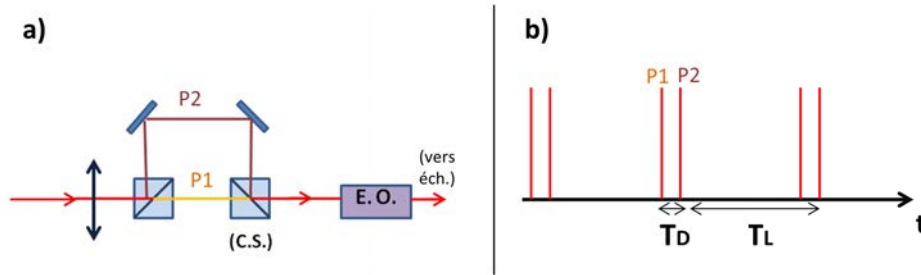 a)
P2
P1
(vers
éch.)
E. O.
(C.S.)
b)
P1 P2
TD TL
t